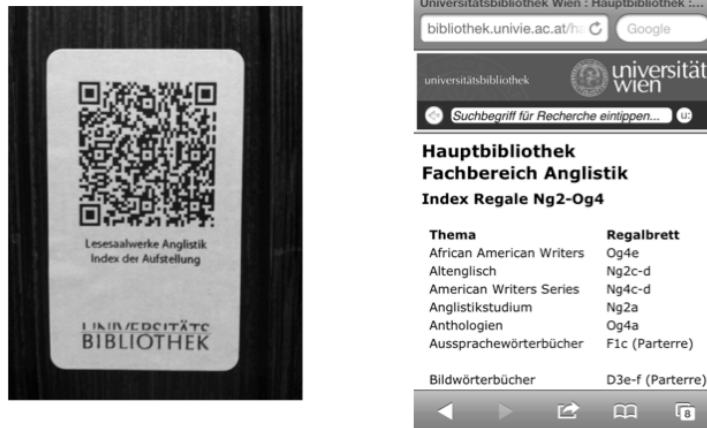 Lesesaalwerke Anglistik
Index der Aufstellung
UNIVERSITÄTS
BIBLIOTHEK
Universitätsbibliothek Wien : Hauptbibliothek :...
bibliothek.univie.ac.at/ha
Google
universitätsbibliothek
universität
wien
Suchbegriff für Recherche eintippen...
u:
Hauptbibliothek
Fachbereich Anglistik
Index Regale Ng2-Og4
Thema Regalbrett
African American Writers Og4e
Altenglisch Ng2c-d
American Writers Series Ng4c-d
Anglistikstudium Ng2a
Anthologien Og4a
Aussprachewörterbücher F1c (Parterre)
Bildwörterbücher D3e-f (Parterre)
8